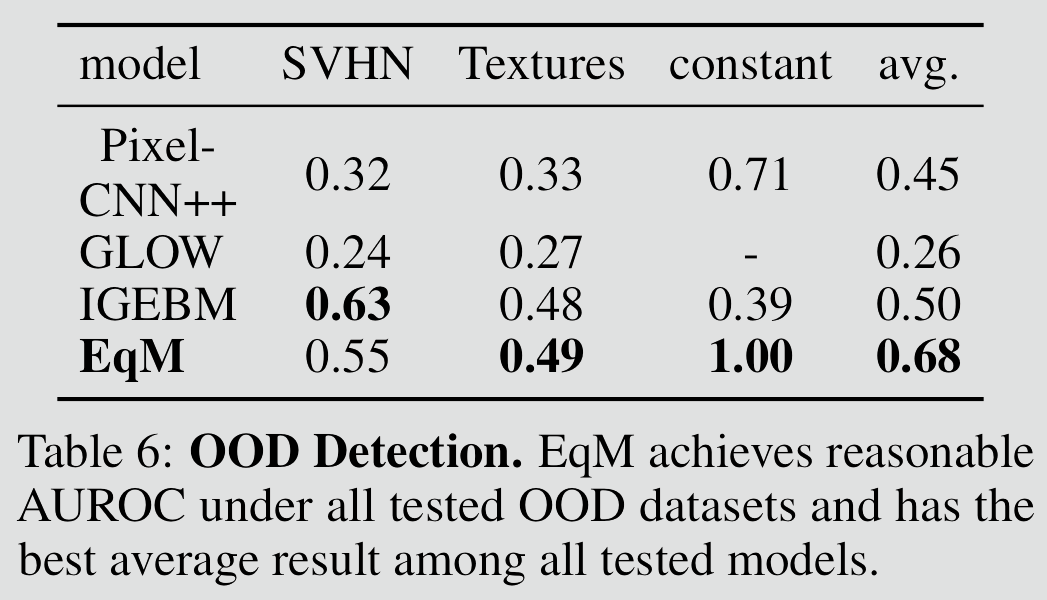 model SVHN Textures constant avg.
Pixel-
CNN++ 0.32 0.33 0.71 0.45
GLOW 0.24 0.27 - 0.26
IGEBM 0.63 0.48 0.39 0.50
EqM 0.55 0.49 1.00 0.68
Table 6: OOD Detection. EqM achieves reasonable
AUROC under all tested OOD datasets and has the
best average result among all tested models.